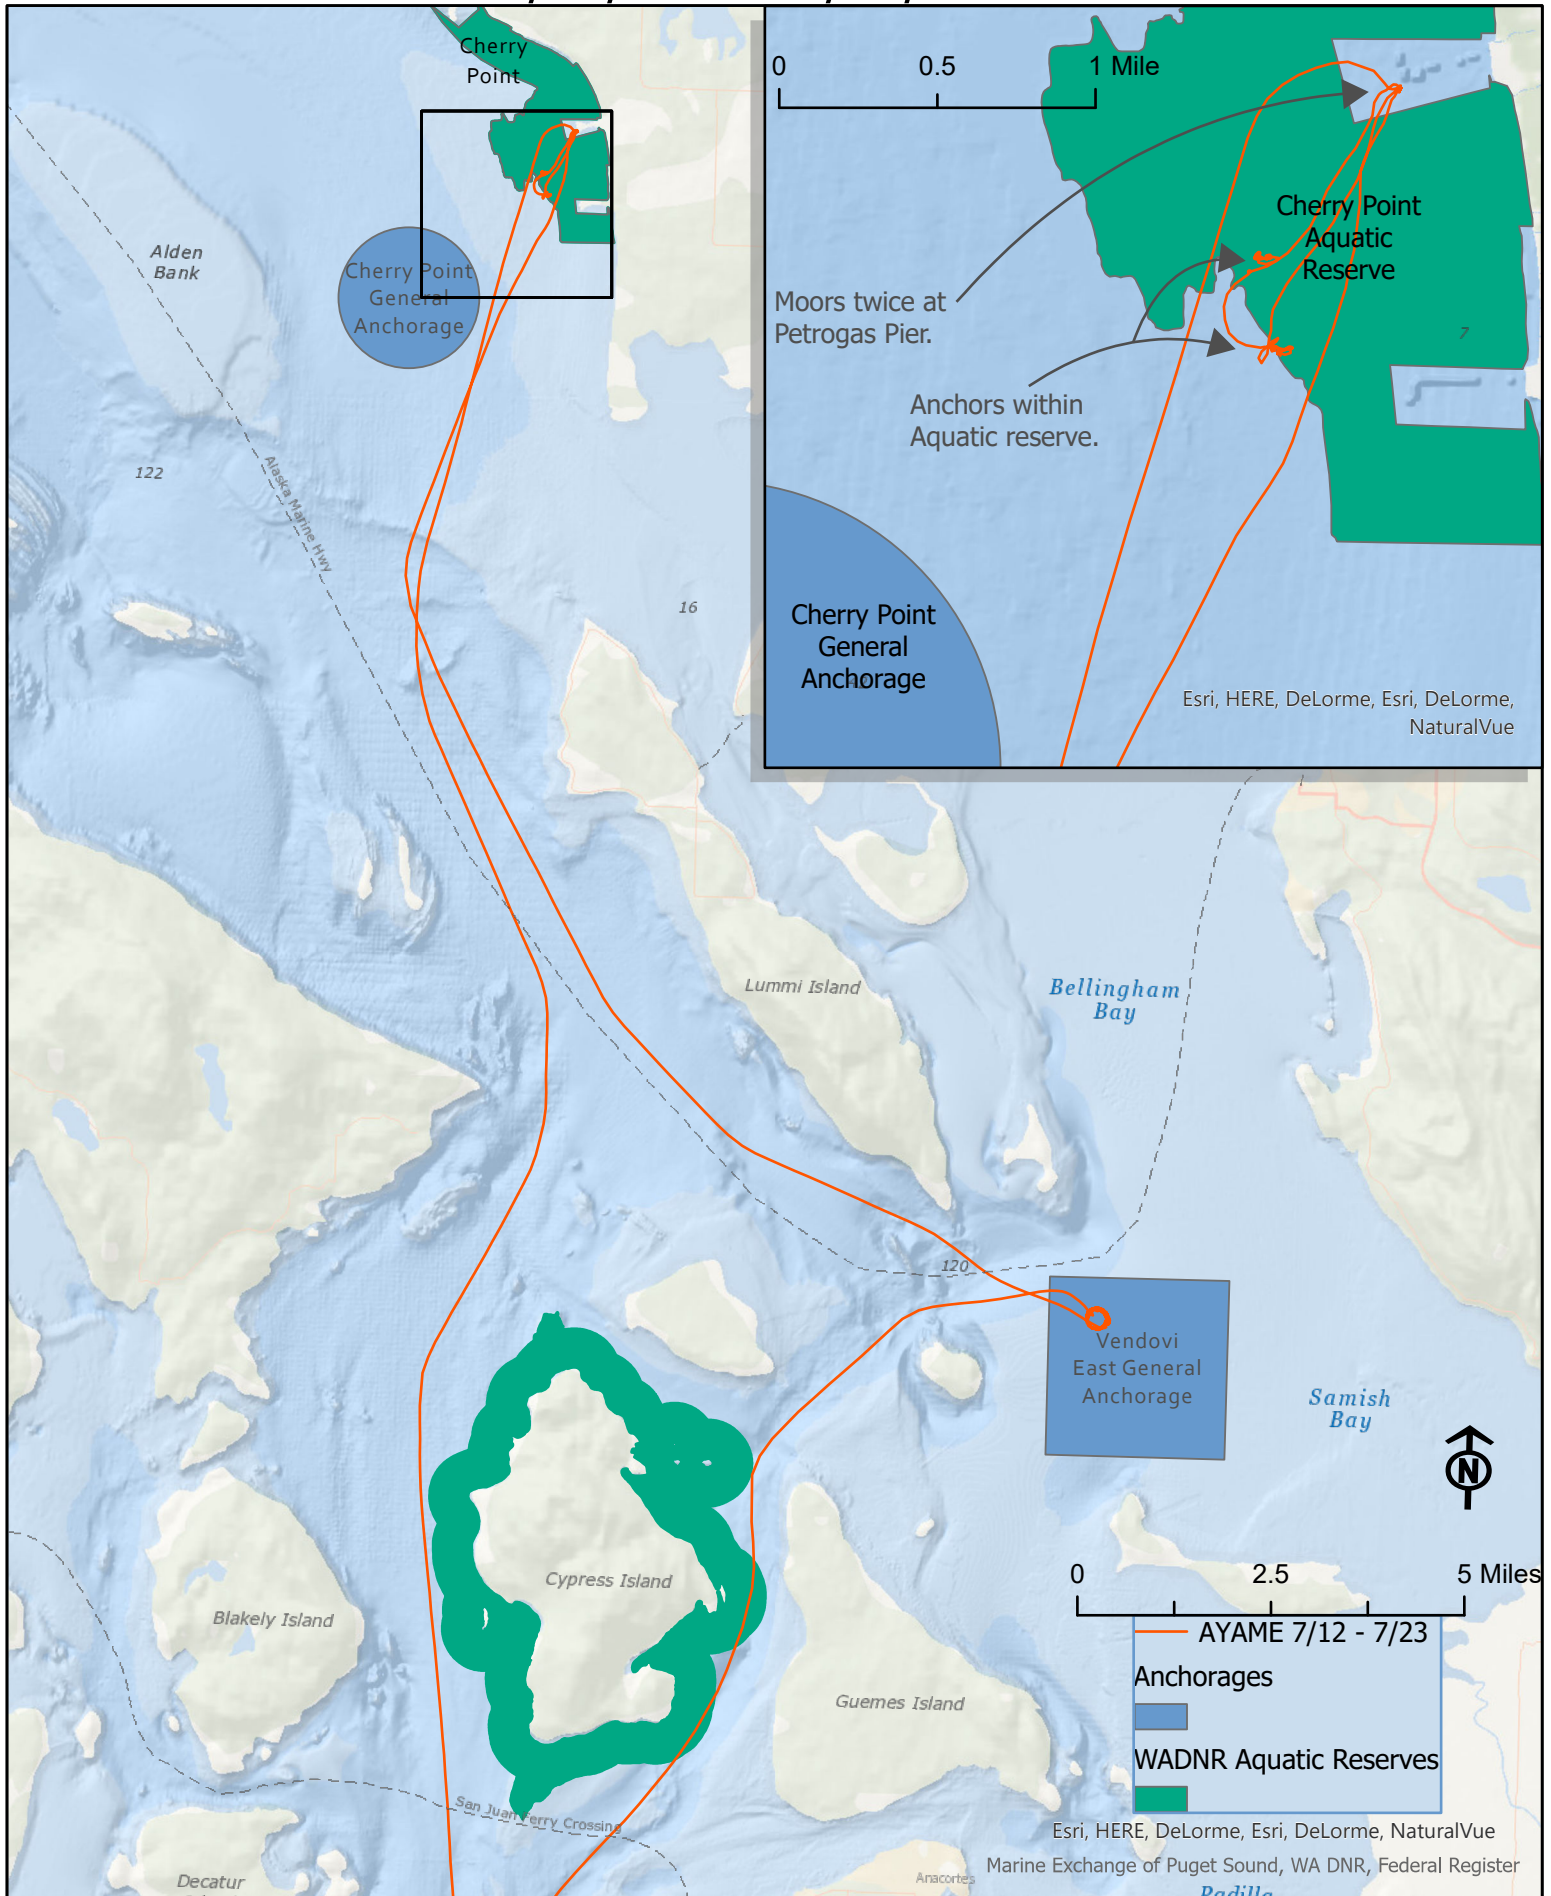 Cherry
Point
Alden
Bank
Cherry Point
General
Anchorage
122
Alaska Marine Hwy
16
0 0.5 1 Mile
Cherry Point
Aquatic
Reserve
7
Moors twice at
Petrogas Pier.
Anchors within
Aquatic reserve.
Cherry Point
General
Anchorage
Esri, HERE, DeLorme, Esri, DeLorme,
NaturalVue
Lummi Island
Bellingham
Bay
120
Vendovi
East General
Anchorage
Samish
Bay
N
Cypress Island
Blakely Island
Guemes Island
San Juan Ferry Crossing
Decatur
Anacortes
0 2.5 5 Miles
AYAME 7/12 - 7/23
Anchorages
WADNR Aquatic Reserves
Esri, HERE, DeLorme, Esri, DeLorme, NaturalVue
Marine Exchange of Puget Sound, WA DNR, Federal Register
Padilla